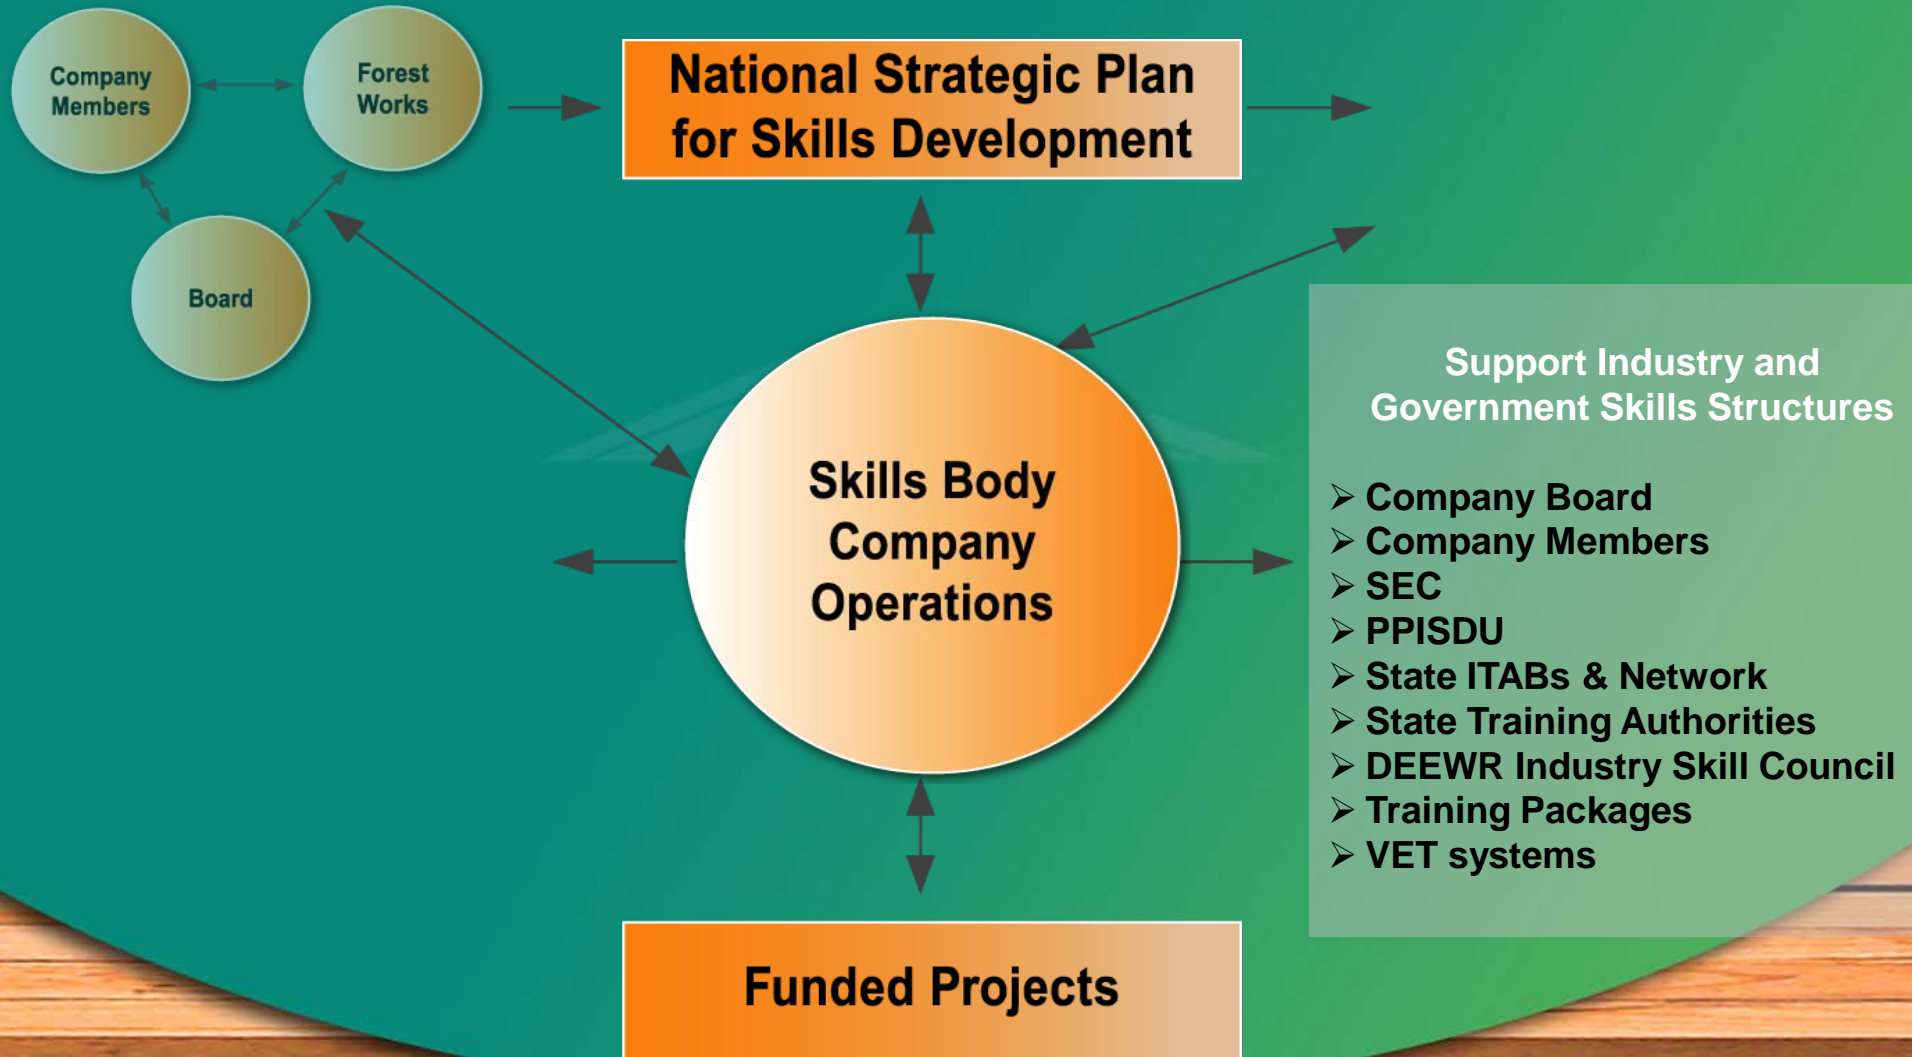 Company
Members
Forest
Works
Board
National Strategic Plan
for Skills Development
Skills Body
Company
Operations
Support Industry and
Government Skills Structures
➢ Company Board
➢ Company Members
➢ SEC
➢ PPISDU
➢ State ITABs & Network
➢ State Training Authorities
➢ DEEWR Industry Skill Council
➢ Training Packages
➢ VET systems
Funded Projects